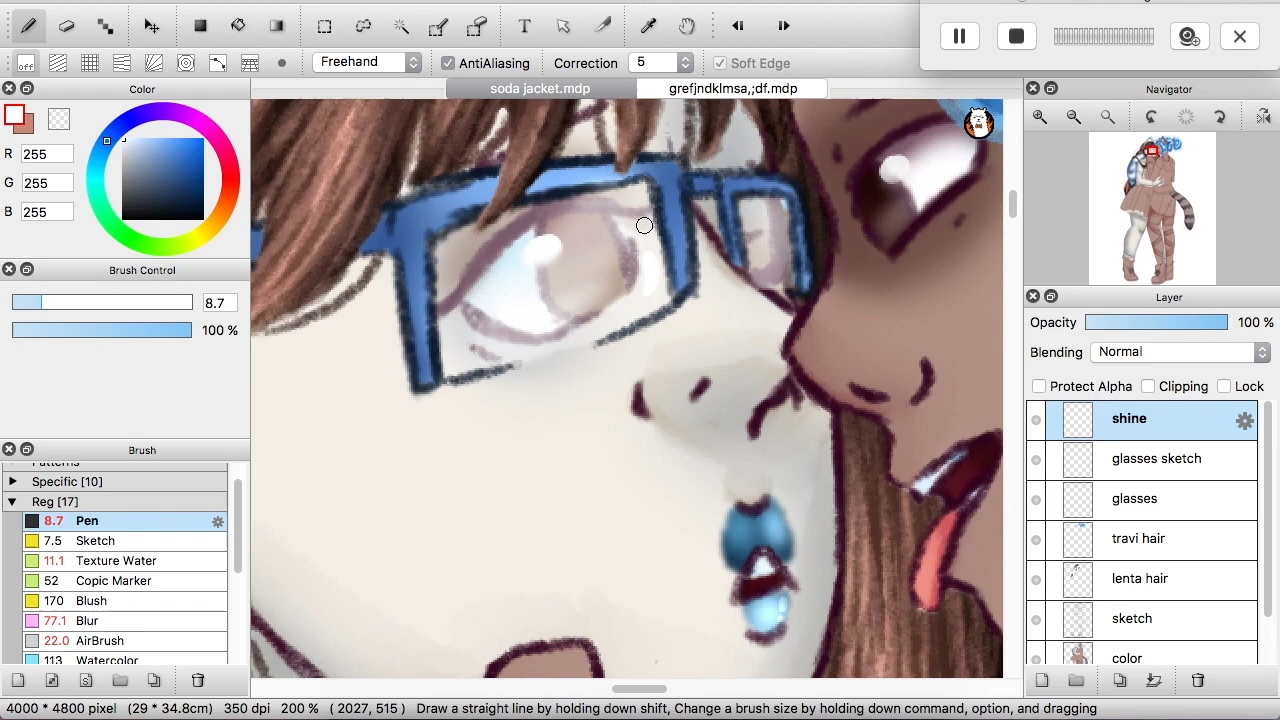 T
off
Freehand
AntiAliasing
Correction
5
Soft Edge
soda jacket.mdp
grefjndklmsa,;df.mdp
Color
R 255
G 255
B 255
Brush Control
8.7
100 %
Brush
Specific [10]
Reg [17]
8.7 Pen
7.5 Sketch
11.1 Texture Water
52 Copic Marker
170 Blush
77.1 Blur
22.0 AirBrush
113 Watercolor
Navigator
Layer
Opacity 100 %
Blending Normal
Protect Alpha Clipping Lock
shine
glasses sketch
glasses
travi hair
lenta hair
sketch
color
4000 * 4800 pixel (29 * 34.8cm) 350 dpi 200 % ( 2027, 515 ) Draw a straight line by holding down shift, Change a brush size by holding down command, option, and dragging